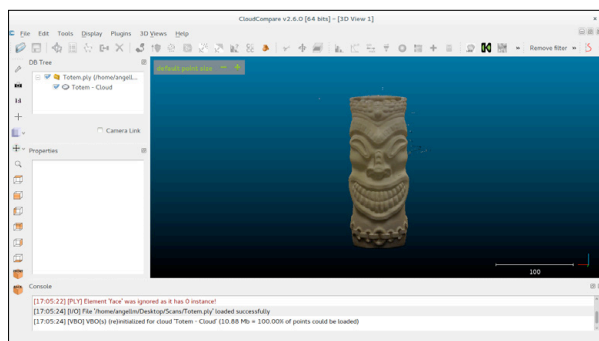 CloudCompare v2.6.0 [64 bits] - [3D View 1]
File Edit Tools Display Plugins 3D Views Help
Remove filter
DB Tree
Totem.ply (/home/angellm...
Totem - Cloud
Camera Link
Properties
default point size - +
100
Console
[17:05:22] [PLY] Element 'face' was ignored as it has 0 instance!
[17:05:24] [I/O] File '/home/angellm/Desktop/Scans/Totem.ply' loaded successfully
[17:05:24] [VBO] VBO(s) (re)initialized for cloud 'Totem - Cloud' (10.88 Mb = 100.00% of points could be loaded)